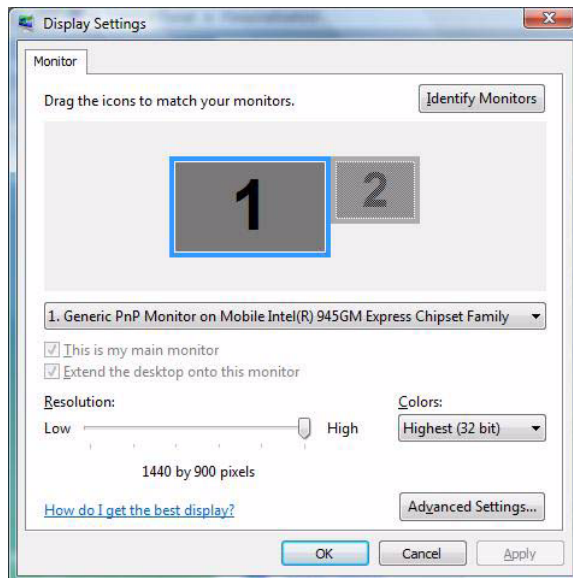 Display Settings
Monitor
Drag the icons to match your monitors.
Identify Monitors
1
2
1. Generic PnP Monitor on Mobile Intel(R) 945GM Express Chipset Family
This is my main monitor
Extend the desktop onto this monitor
Resolution:
Colors:
Low
High
Highest (32 bit)
1440 by 900 pixels
How do I get the best display?
Advanced Settings...
OK
Cancel
Apply